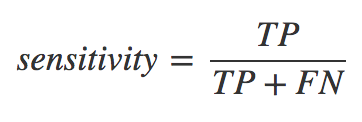 sensitivity = TP / (TP + FN)